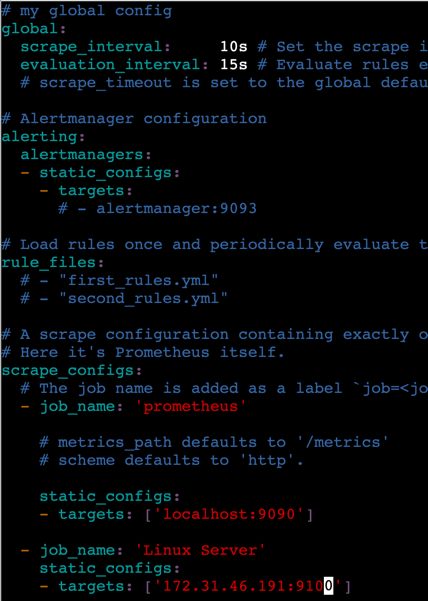 # my global config
global:
  scrape_interval:     10s # Set the scrape i
  evaluation_interval: 15s # Evaluate rules e
  # scrape_timeout is set to the global defau

# Alertmanager configuration
alerting:
  alertmanagers:
  - static_configs:
    - targets:
      # - alertmanager:9093

# Load rules once and periodically evaluate t
rule_files:
  # - "first_rules.yml"
  # - "second_rules.yml"

# A scrape configuration containing exactly o
# Here it's Prometheus itself.
scrape_configs:
  # The job name is added as a label `job=<jo
  - job_name: 'prometheus'

    # metrics_path defaults to '/metrics'
    # scheme defaults to 'http'.

    static_configs:
    - targets: ['localhost:9090']

  - job_name: 'Linux Server'
    static_configs:
    - targets: ['172.31.46.191:9100']